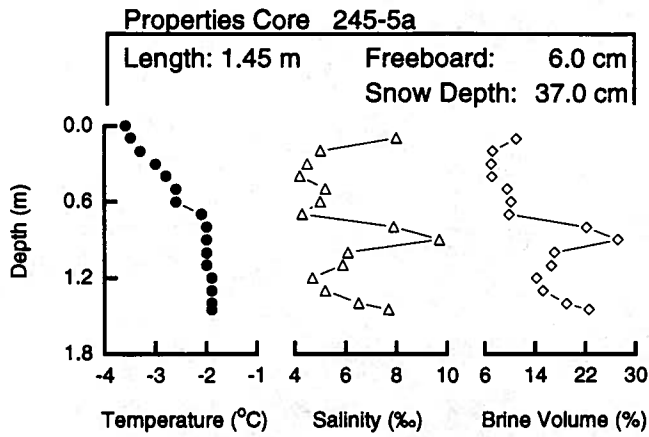 Properties Core 245-5a
Length: 1.45 m Freeboard: 6.0 cm
Snow Depth: 37.0 cm
0.0
0.6
1.2
1.8
Depth (m)
-4 -3 -2 -1 4 6 8 10 6 14 22 30
Temperature (°C) Salinity (‰) Brine Volume (%)